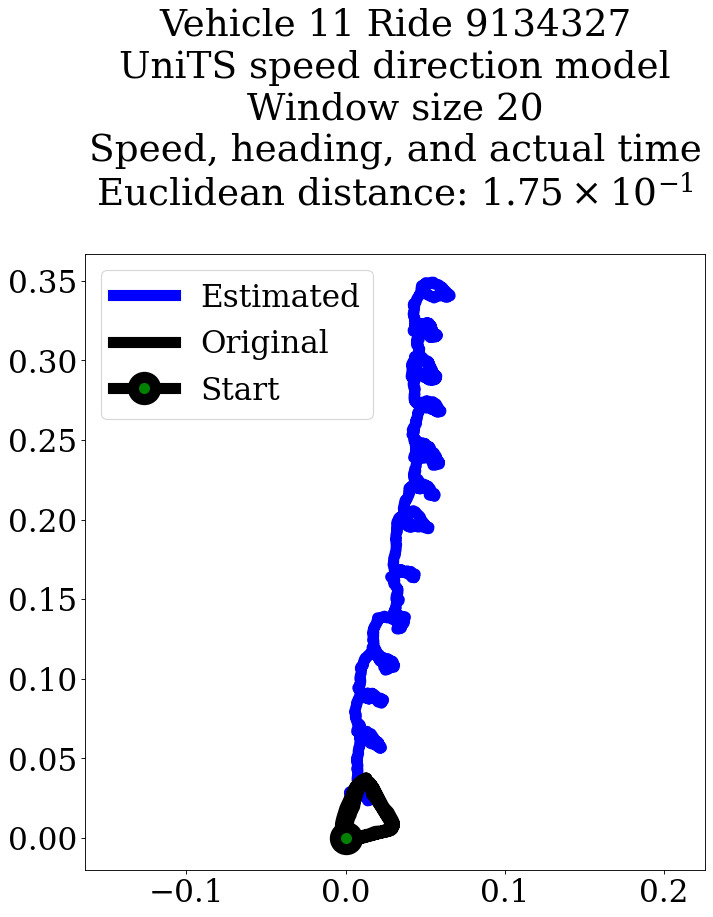 Vehicle 11 Ride 9134327
UniTS speed direction model
Window size 20
Speed, heading, and actual time
Euclidean distance: 1.75 × 10⁻¹
Estimated
Original
Start
0.35
0.30
0.25
0.20
0.15
0.10
0.05
0.00
−0.1
0.0
0.1
0.2